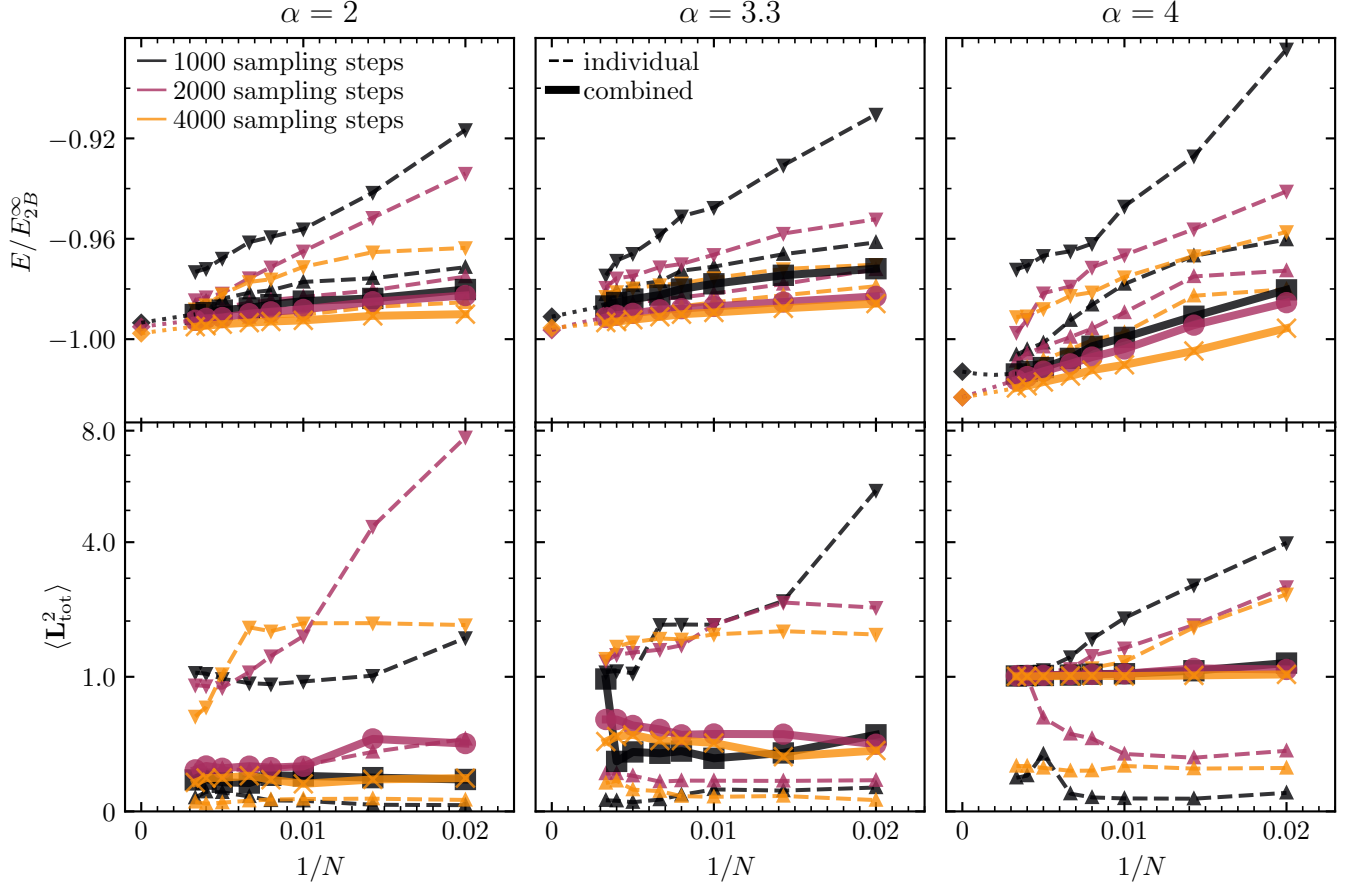 α = 2
α = 3.3
α = 4
1000 sampling steps
2000 sampling steps
4000 sampling steps
individual
combined
−0.92
−0.96
−1.00
E/E∞2B
8.0
4.0
1.0
0
⟨L²tot⟩
0 0.01 0.02
0 0.01 0.02
0 0.01 0.02
1/N
1/N
1/N